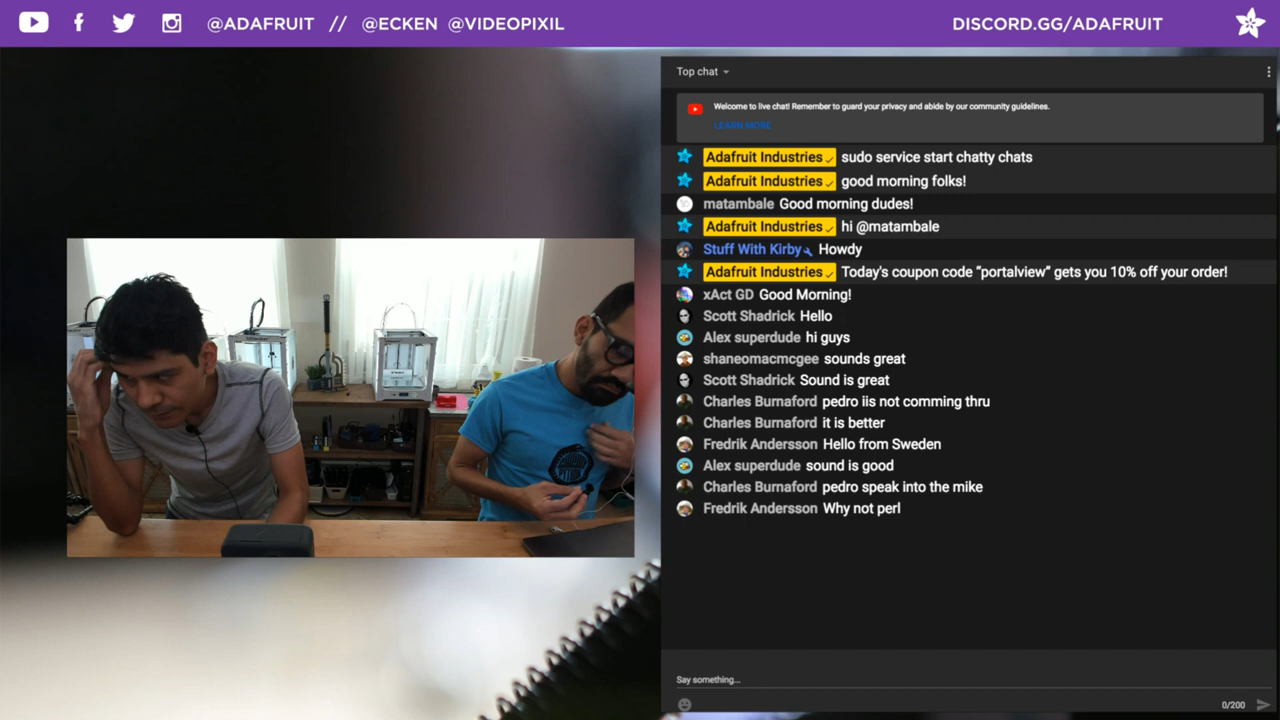 @ADAFRUIT // @ECKEN @VIDEOPIXIL
DISCORD.GG/ADAFRUIT
Top chat
Welcome to live chat! Remember to guard your privacy and abide by our community guidelines.
LEARN MORE
Adafruit Industries sudo service start chatty chats
Adafruit Industries good morning folks!
matambale Good morning dudes!
Adafruit Industries hi @matambale
Stuff With Kirby Howdy
Adafruit Industries Today's coupon code “portalview” gets you 10% off your order!
xAct GD Good Morning!
Scott Shadrick Hello
Alex superdude hi guys
shaneomacmcgee sounds great
Scott Shadrick Sound is great
Charles Burnaford pedro iis not comming thru
Charles Burnaford it is better
Fredrik Andersson Hello from Sweden
Alex superdude sound is good
Charles Burnaford pedro speak into the mike
Fredrik Andersson Why not perl
Say something...
0/200